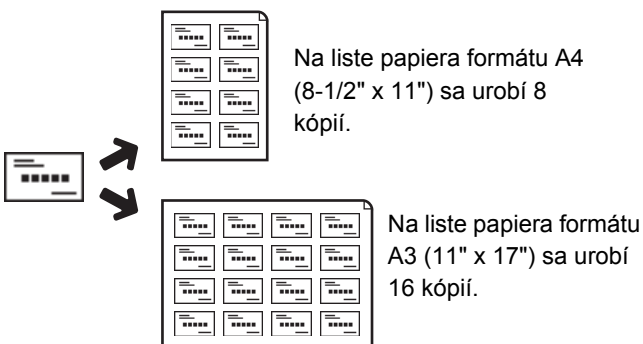 Na liste papiera formátu A4
(8-1/2" x 11") sa urobí 8
kópií.
Na liste papiera formátu
A3 (11" x 17") sa urobí
16 kópií.